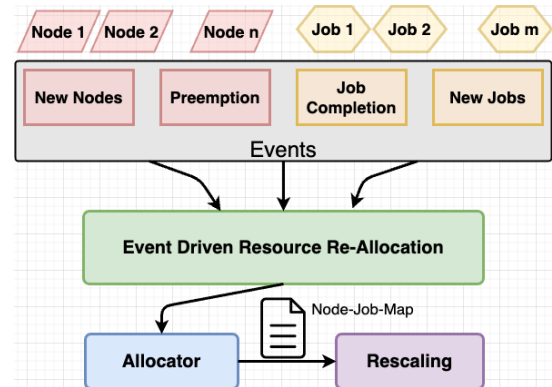 Node 1 Node 2 Node n Job 1 Job 2 Job m
New Nodes Preemption Job Completion New Jobs
Events
Event Driven Resource Re-Allocation
Node-Job-Map
Allocator Rescaling